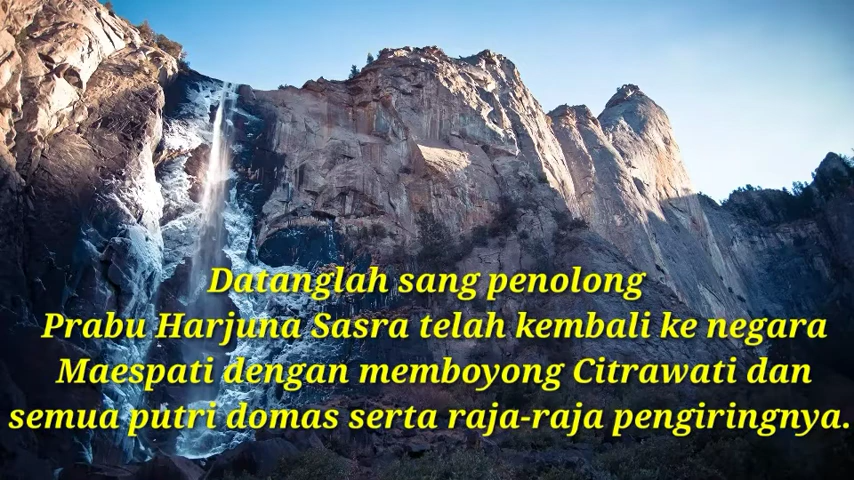 Datanglah sang penolong
Prabu Harjuna Sasra telah kembali ke negara
Maespati dengan memboyong Citrawati dan
semua putri domas serta raja-raja pengiringnya.